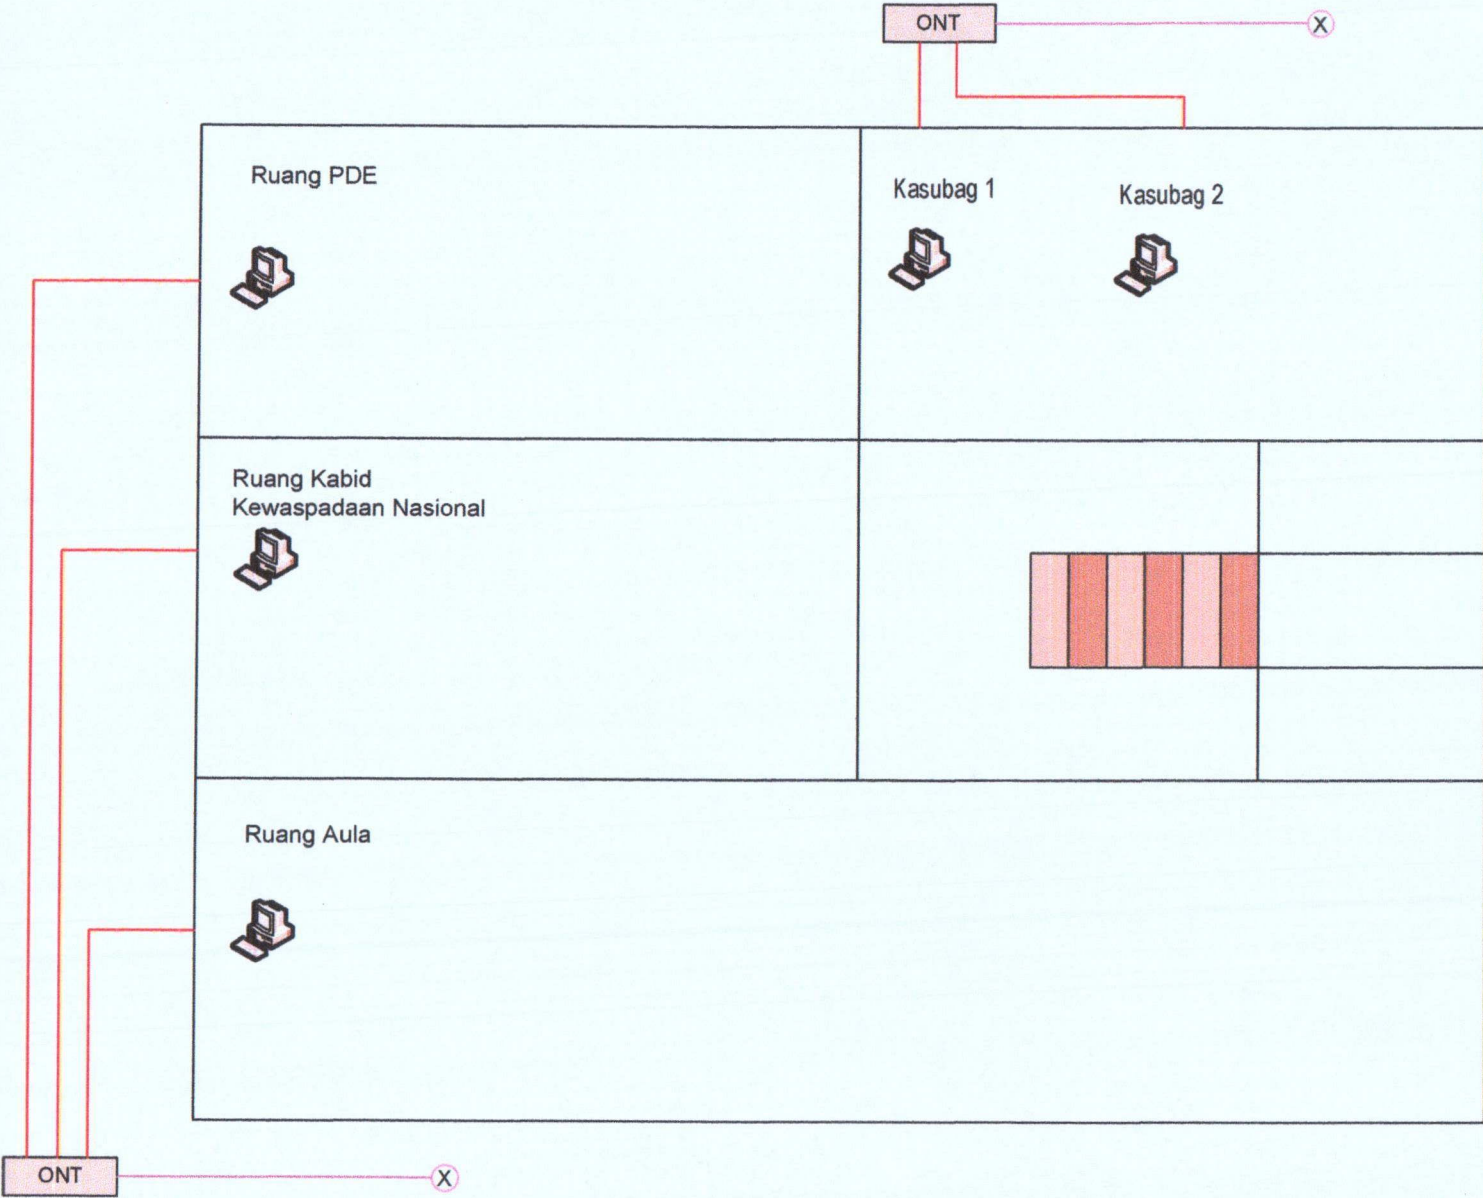 ONT
X
Ruang PDE
Kasubag 1
Kasubag 2
Ruang Kabid
Kewaspadaan Nasional
Ruang Aula
ONT
X